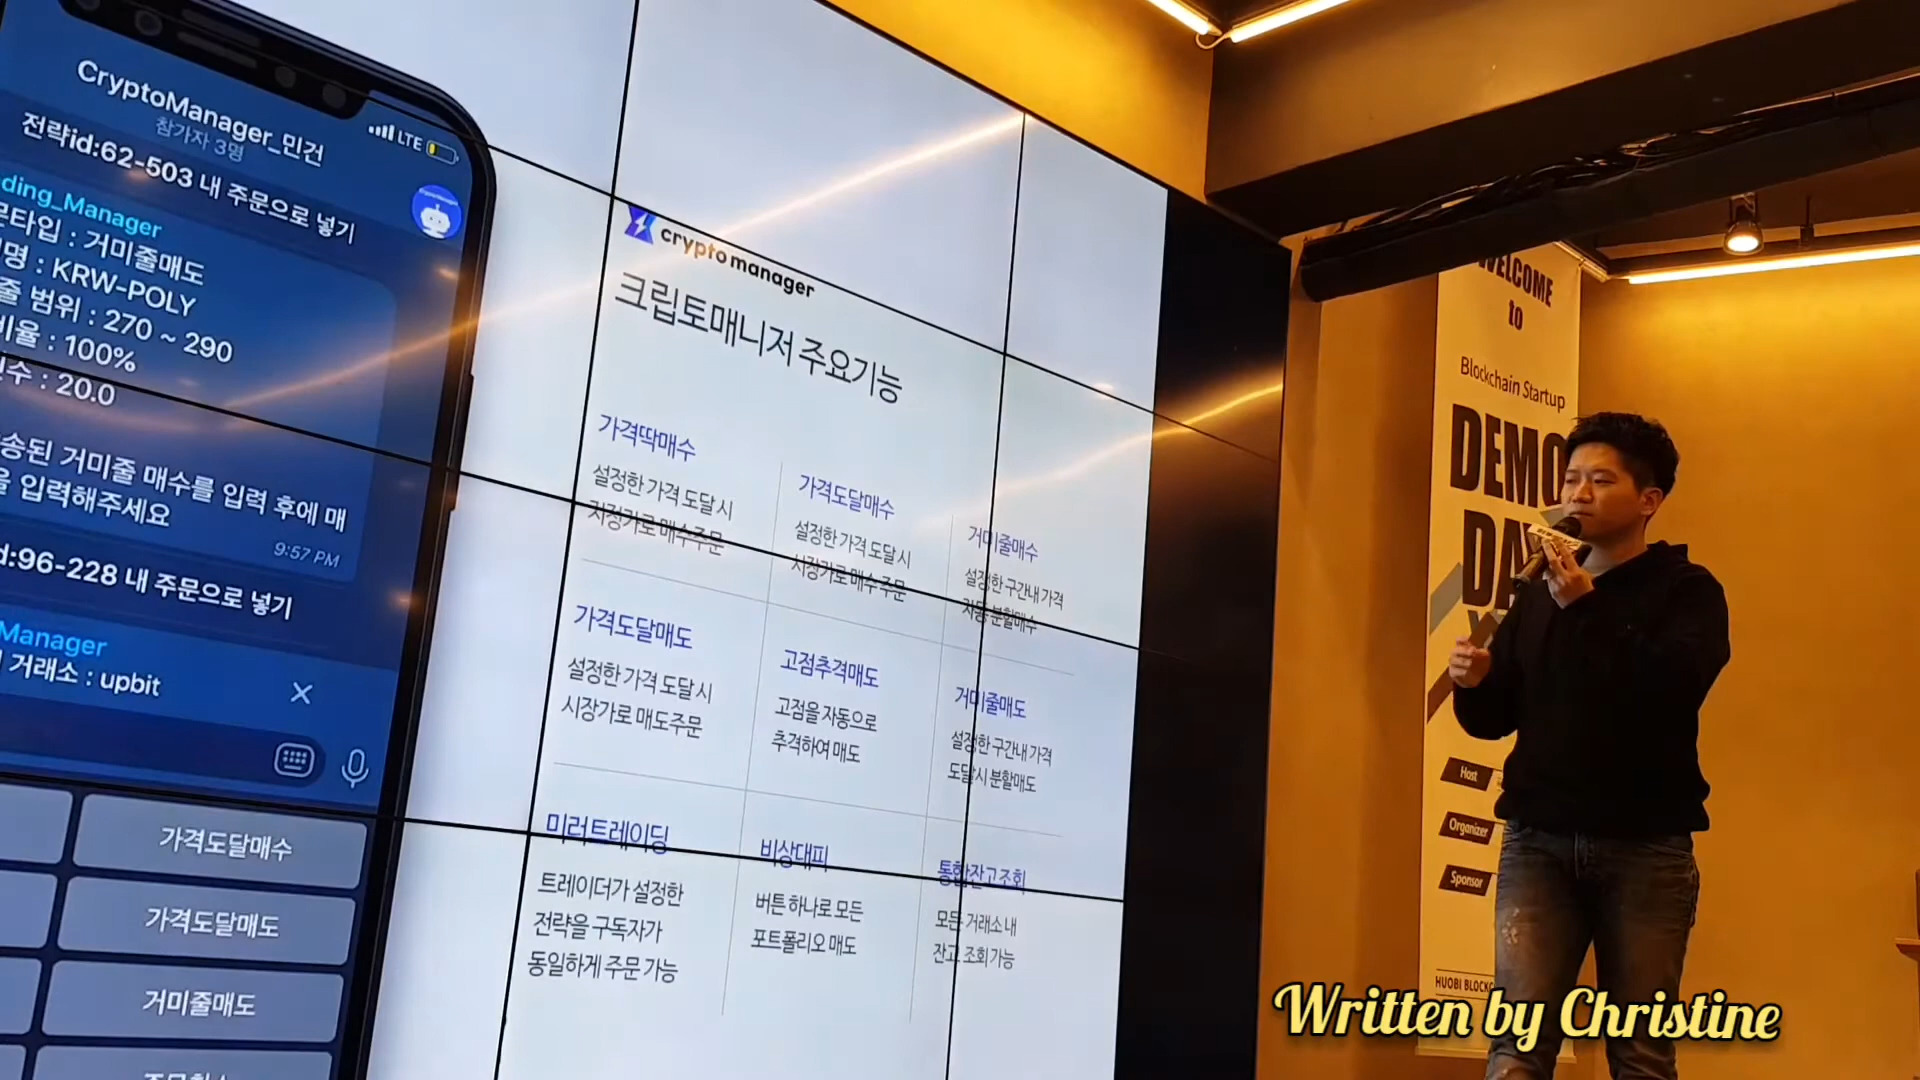 CryptoManager_민건
참가자 3명
LTE
전략id:62-503 내 주문으로 넣기
ding_Manager
타입 : 거미줄매도
명 : KRW-POLY
줄 범위 : 270 ~ 290
비율 : 100%
수 : 20.0
송된 거미줄 매수를 입력 후에 매
을 입력해주세요
9:57 PM
d:96-228 내 주문으로 넣기
Manager
거래소 : upbit
가격도달매수
가격도달매도
거미줄매도
cryptomanager
크립토매니저 주요기능
가격딱매수
설정한 가격 도달 시
지정가로 매수주문
가격도달매수
설정한 가격 도달 시
시장가로 매수주문
거미줄매수
설정한 구간내 가격
자동 분할매수
가격도달매도
설정한 가격 도달 시
시장가로 매도주문
고점추격매도
고점을 자동으로
추격하여 매도
거미줄매도
설정한 구간내 가격
도달시 분할매도
미러트레이딩
트레이더가 설정한
전략을 구독자가
동일하게 주문 가능
비상대피
버튼 하나로 모든
포트폴리오 매도
통합잔고조회
모든 거래소 내
잔고 조회 가능
WELCOME
to
Blockchain Startup
DEMO
DAY
Host
Organizer
Sponsor
HUOBI BLOCKC
Written by Christine